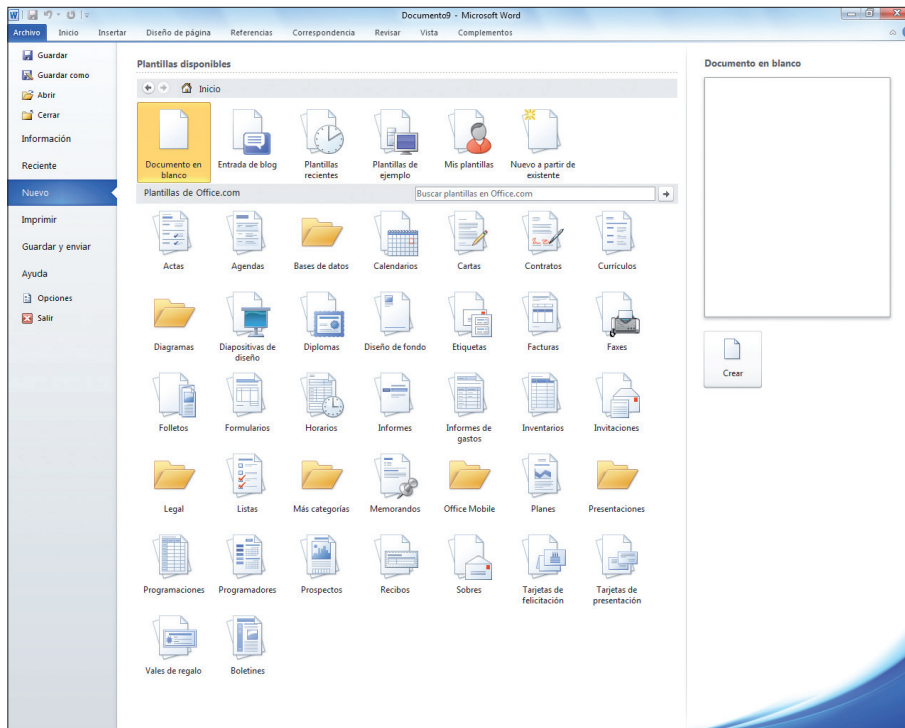 Documento9 - Microsoft Word
Archivo Inicio Insertar Diseño de página Referencias Correspondencia Revisar Vista Complementos
Guardar
Guardar como
Abrir
Cerrar
Información
Reciente
Nuevo
Imprimir
Guardar y enviar
Ayuda
Opciones
Salir
Plantillas disponibles
Inicio
Documento en blanco
Entrada de blog
Plantillas recientes
Plantillas de ejemplo
Mis plantillas
Nuevo a partir de existente
Plantillas de Office.com
Buscar plantillas en Office.com
Actas
Agendas
Bases de datos
Calendarios
Cartas
Contratos
Currículos
Diagramas
Diapositivas de diseño
Diplomas
Diseño de fondo
Etiquetas
Facturas
Faxes
Folletos
Formularios
Horarios
Informes
Informes de gastos
Inventarios
Invitaciones
Legal
Listas
Más categorías
Memorandos
Office Mobile
Planes
Presentaciones
Programaciones
Programadores
Prospectos
Recibos
Sobres
Tarjetas de felicitación
Tarjetas de presentación
Vales de regalo
Boletines
Documento en blanco
Crear